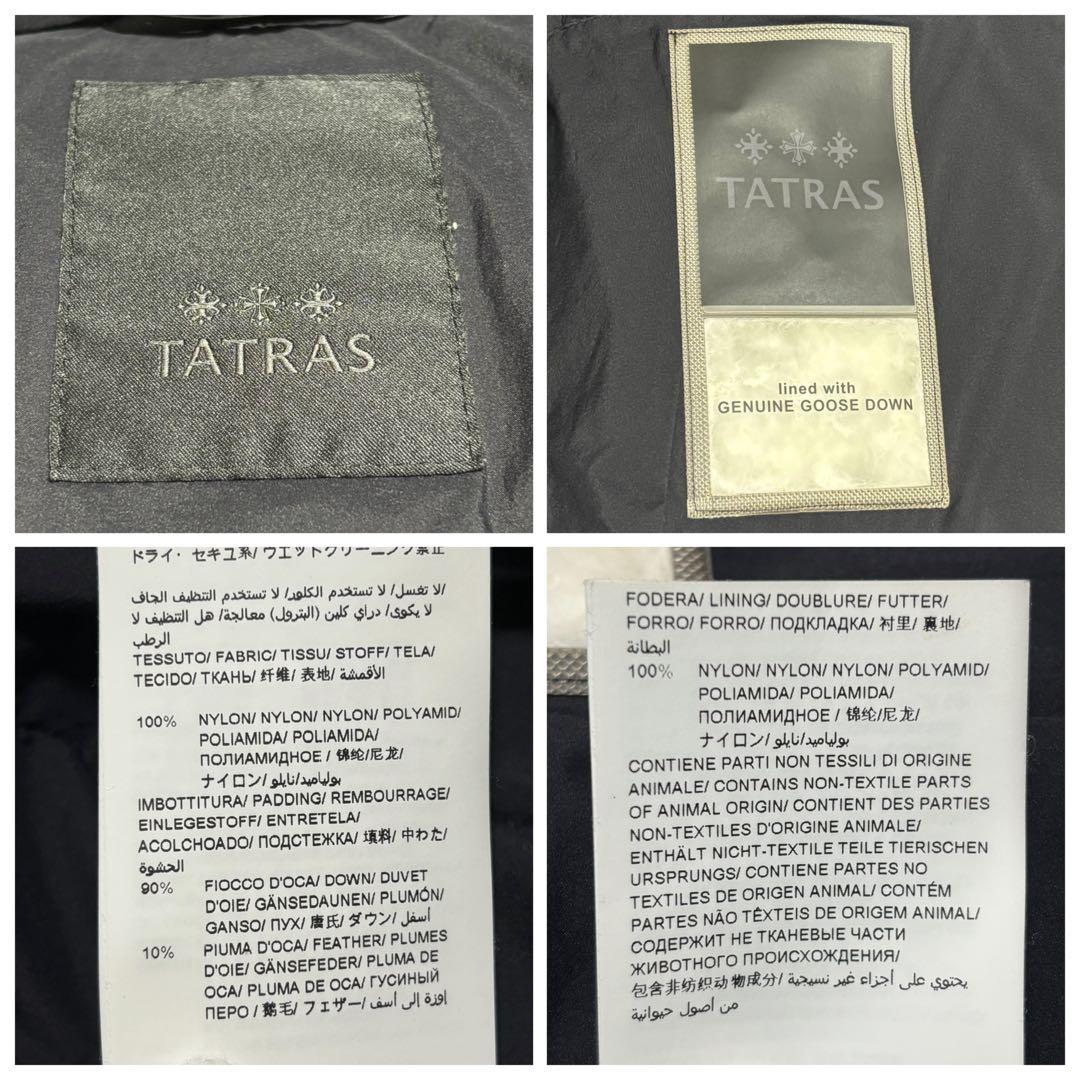 TATRAS
TATRAS
lined with
GENUINE GOOSE DOWN
ドライ・セキユ系/ ウエットクリーニング禁止
لا تغسل/ لا تستخدم الكلور/ لا تستخدم التنظيف الجاف/
لا يكوى/ دراي كلين (البترول) معالجة/ هل التنظيف لا
الرطب
TESSUTO/ FABRIC/ TISSU/ STOFF/ TELA/
TECIDO/ ТКАНЬ/ 纤维/ 表地/ الأقمشة
100% NYLON/ NYLON/ NYLON/ POLYAMID/
POLIAMIDA/ POLIAMIDA/
ПОЛИАМИДНОЕ / 锦纶/尼龙/
ナイロン/ بولياميد/نايلو
IMBOTTITURA/ PADDING/ REMBOURRAGE/
EINLEGESTOFF/ ENTRETELA/
ACOLCHOADO/ ПОДСТЕЖКА/ 填料/ 中わた/
الحشوة
90% FIOCCO D'OCA/ DOWN/ DUVET
D'OIE/ GÄNSEDAUNEN/ PLUMÓN/
GANSO/ ПУХ/ 唐氏/ ダウン/ أسفل
10% PIUMA D'OCA/ FEATHER/ PLUMES
D'OIE/ GÄNSEFEDER/ PLUMA DE
OCA/ PLUMA DE OCA/ ГУСИНЫЙ
ПЕРО / 鵝毛/ フェザー/ اوزة إلى أسف
FODERA/ LINING/ DOUBLURE/ FUTTER/
FORRO/ FORRO/ ПОДКЛАДКА/ 衬里/ 裏地/
البطانة
100% NYLON/ NYLON/ NYLON/ POLYAMID/
POLIAMIDA/ POLIAMIDA/
ПОЛИАМИДНОЕ / 锦纶/尼龙/
ナイロン/ بولياميد/نايلو
CONTIENE PARTI NON TESSILI DI ORIGINE
ANIMALE/ CONTAINS NON-TEXTILE PARTS
OF ANIMAL ORIGIN/ CONTIENT DES PARTIES
NON-TEXTILES D'ORIGINE ANIMALE/
ENTHÄLT NICHT-TEXTILE TEILE TIERISCHEN
URSPRUNGS/ CONTIENE PARTES NO
TEXTILES DE ORIGEN ANIMAL/ CONTÉM
PARTES NÃO TÊXTEIS DE ORIGEM ANIMAL/
СОДЕРЖИТ НЕ ТКАНЕВЫЕ ЧАСТИ
ЖИВОТНОГО ПРОИСХОЖДЕНИЯ/
包含非纺织动物成分/ يحتوي على أجزاء غير نسيجية
من أصول حيوانية